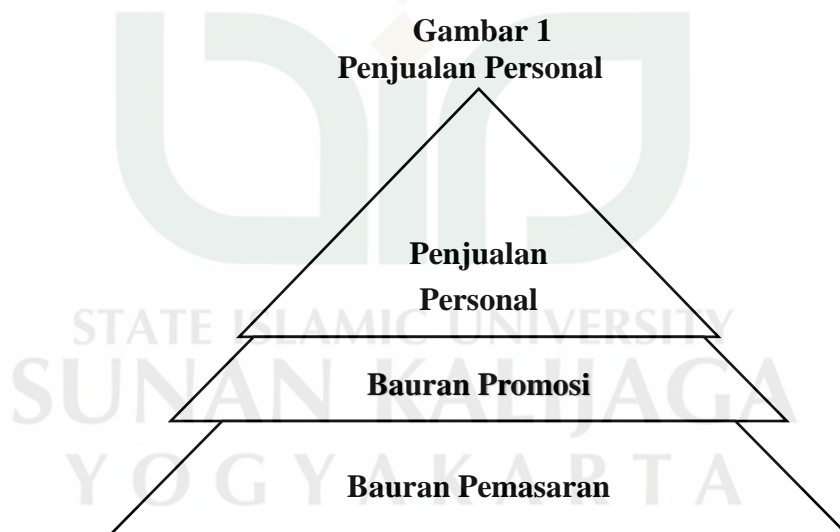 Gambar 1
Penjualan Personal
Penjualan
Personal
STATE ISLAMIC UNIVERSITY
Bauran Promosi
SUNAN KALIJAGA
Bauran Pemasaran
YOGYAKARTA